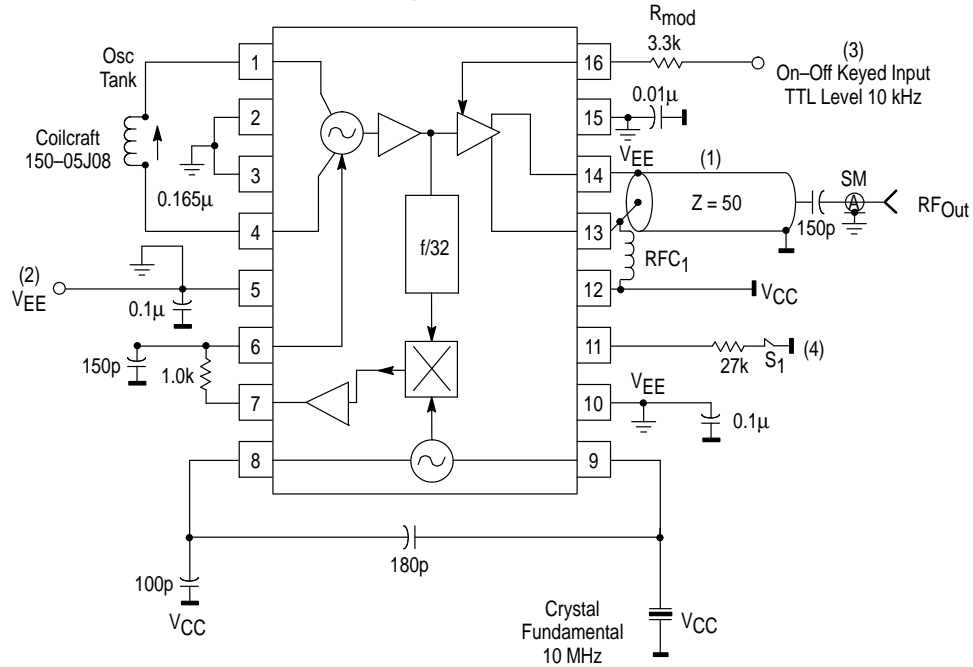 Osc
Tank
Coilcraft
150–05J08
0.165µ
(2)
VEE
0.1µ
150p
1.0k
1
2
3
4
5
6
7
8
f/32
16
15
14
13
12
11
10
9
Rmod
3.3k
(3)
On–Off Keyed Input
TTL Level 10 kHz
0.01µ
VEE
(1)
Z = 50
150p
SM
A
RFOut
RFC1
VCC
27k
S1
(4)
VEE
0.1µ
180p
100p
VCC
Crystal
Fundamental
10 MHz
VCC